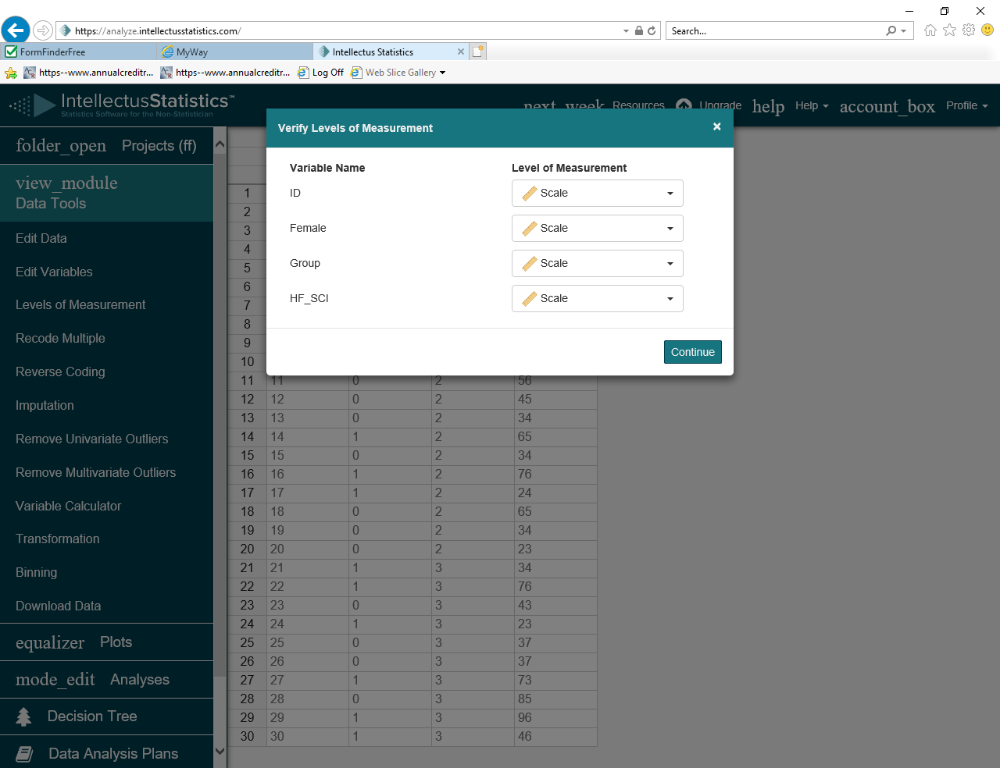 https://analyze.intellectusstatistics.com/
Search...
FormFinderFree
MyWay
Intellectus Statistics
https--www.annualcreditr...
https--www.annualcreditr...
Log Off
Web Slice Gallery
IntellectusStatistics™
Statistics Software for the Non-Statistician
next_week Resources
Upgrade
help Help
account_box Profile
folder_open Projects (ff)
view_module
Data Tools
Edit Data
Edit Variables
Levels of Measurement
Recode Multiple
Reverse Coding
Imputation
Remove Univariate Outliers
Remove Multivariate Outliers
Variable Calculator
Transformation
Binning
Download Data
equalizer Plots
mode_edit Analyses
Decision Tree
Data Analysis Plans
Verify Levels of Measurement
×
Variable Name Level of Measurement
ID Scale
Female Scale
Group Scale
HF_SCI Scale
Continue
1
2
3
4
5
6
7
8
9
10
11 11 0 2 56
12 12 0 2 45
13 13 0 2 34
14 14 1 2 65
15 15 0 2 34
16 16 1 2 76
17 17 1 2 24
18 18 0 2 65
19 19 0 2 34
20 20 0 2 23
21 21 1 3 34
22 22 1 3 76
23 23 0 3 43
24 24 1 3 23
25 25 0 3 37
26 26 0 3 37
27 27 1 3 73
28 28 0 3 85
29 29 1 3 96
30 30 1 3 46